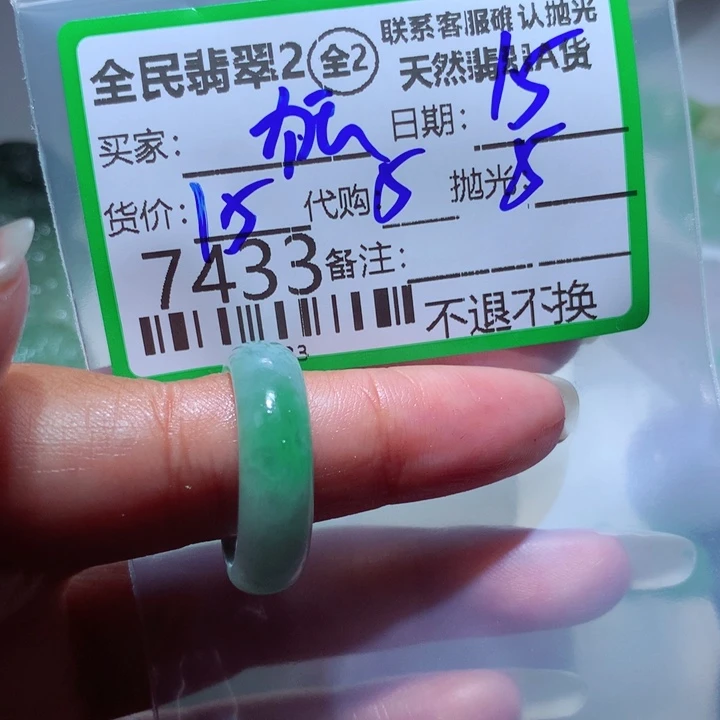 联系客服确认抛光
全民翡翠2 全2 天然翡翠A货
买家: 日期: 15
货价: 15 代购 8 抛光 8
7433 备注:
不退不换